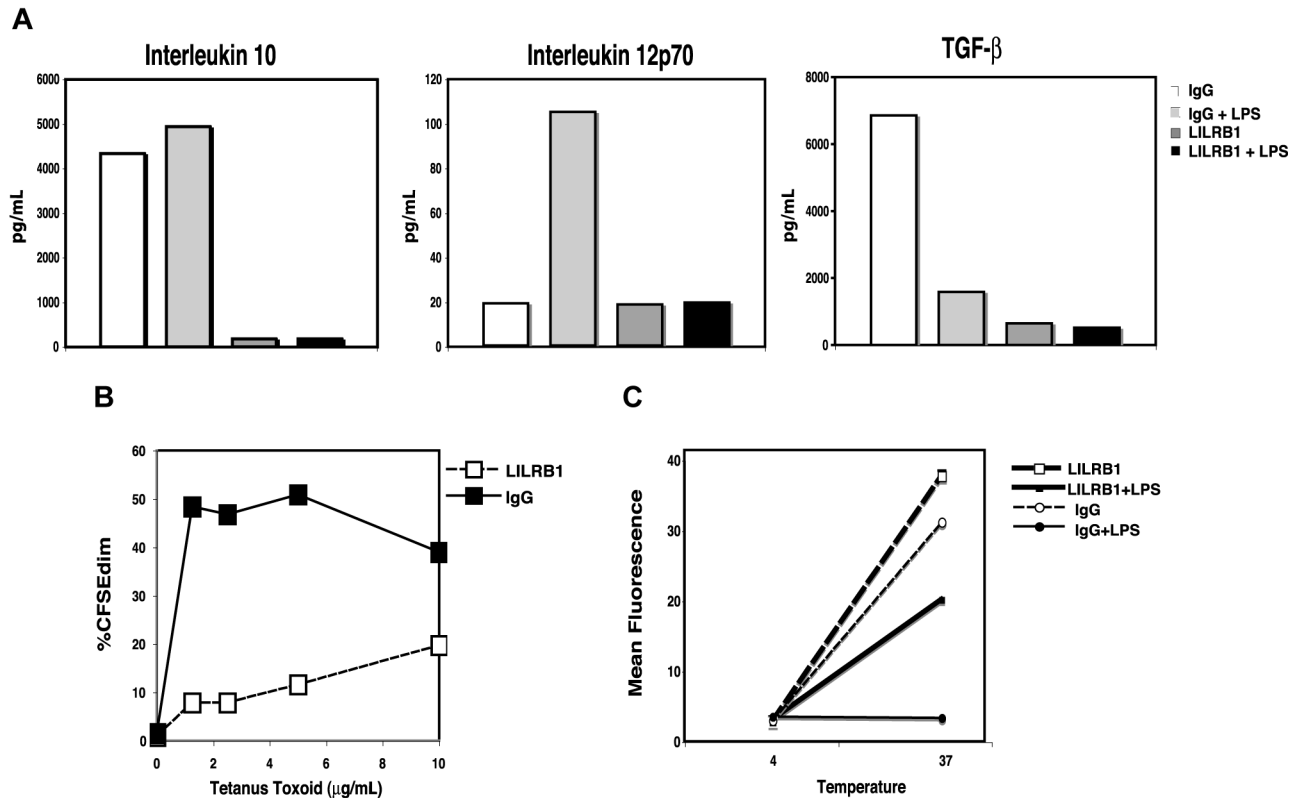 A
Interleukin 10
Interleukin 12p70
TGF-β
6000
5000
4000
3000
2000
1000
0
pg/mL
120
100
80
60
40
20
0
pg/mL
8000
6000
4000
2000
0
pg/mL
IgG
IgG + LPS
LILRB1
LILRB1 + LPS
B
60
50
40
30
20
10
0
%CFSEdim
0 2 4 6 8 10
Tetanus Toxoid (μg/mL)
LILRB1
IgG
C
40
30
20
10
0
Mean Fluorescence
4 37
Temperature
LILRB1
LILRB1+LPS
IgG
IgG+LPS